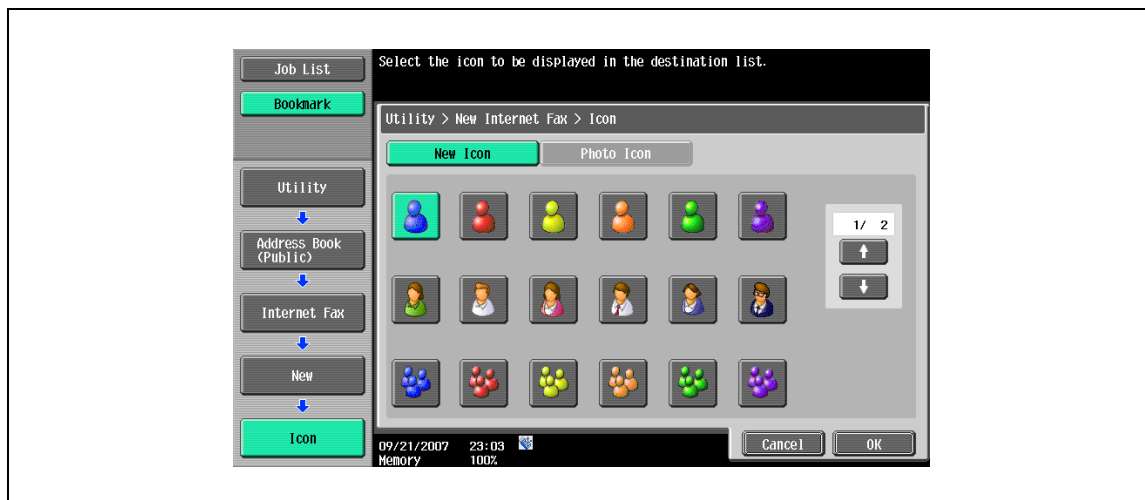 Job List
Bookmark
Utility
Address Book
(Public)
Internet Fax
New
Icon
Select the icon to be displayed in the destination list.
Utility > New Internet Fax > Icon
New Icon
Photo Icon
1/ 2
09/21/2007 23:03
Memory 100%
Cancel
OK